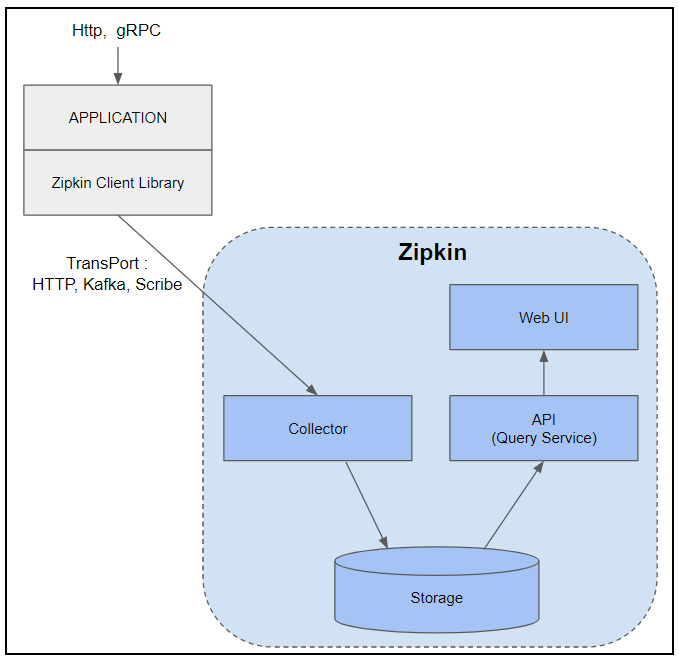 Http,  gRPC
APPLICATION
Zipkin Client Library
TransPort :
HTTP, Kafka, Scribe
Zipkin
Web UI
Collector
API
(Query Service)
Storage